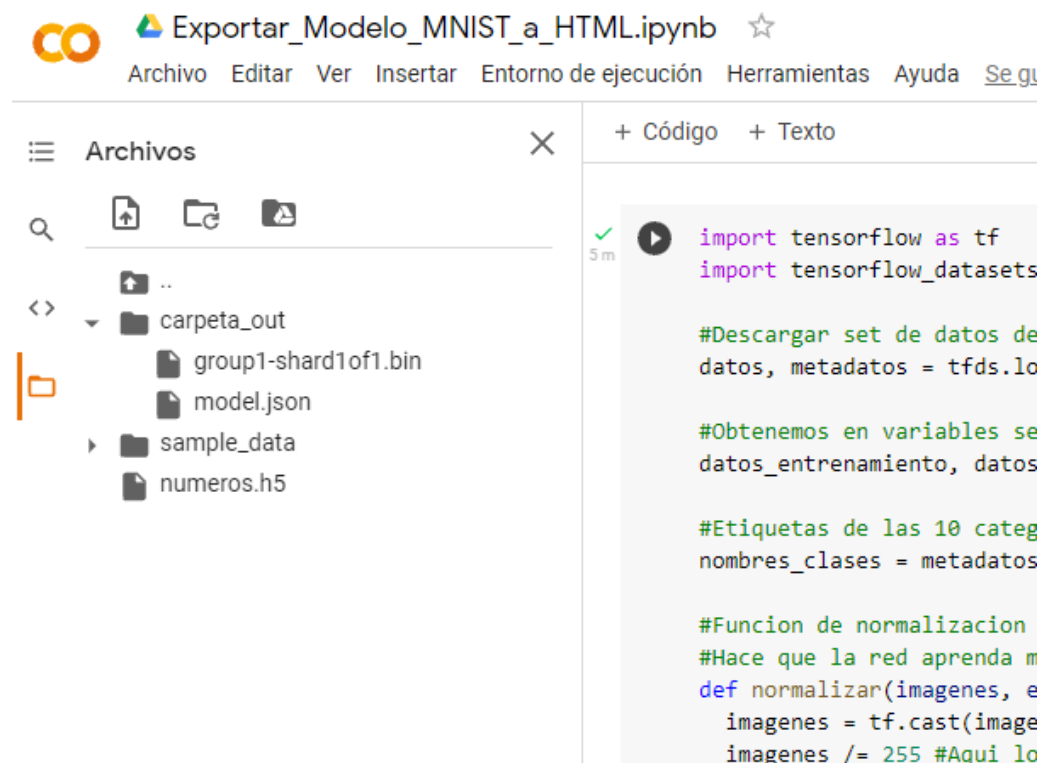 Exportar_Modelo_MNIST_a_HTML.ipynb
Archivo Editar Ver Insertar Entorno de ejecución Herramientas Ayuda Se gu
Archivos
..
carpeta_out
group1-shard1of1.bin
model.json
sample_data
numeros.h5
+ Código + Texto
5 m
import tensorflow as tf
import tensorflow_datasets
#Descargar set de datos de
datos, metadatos = tfds.lo
#Obtenemos en variables se
datos_entrenamiento, datos
#Etiquetas de las 10 categ
nombres_clases = metadatos
#Funcion de normalizacion
#Hace que la red aprenda m
def normalizar(imagenes, e
imagenes = tf.cast(image
imagenes /= 255 #Aqui lo